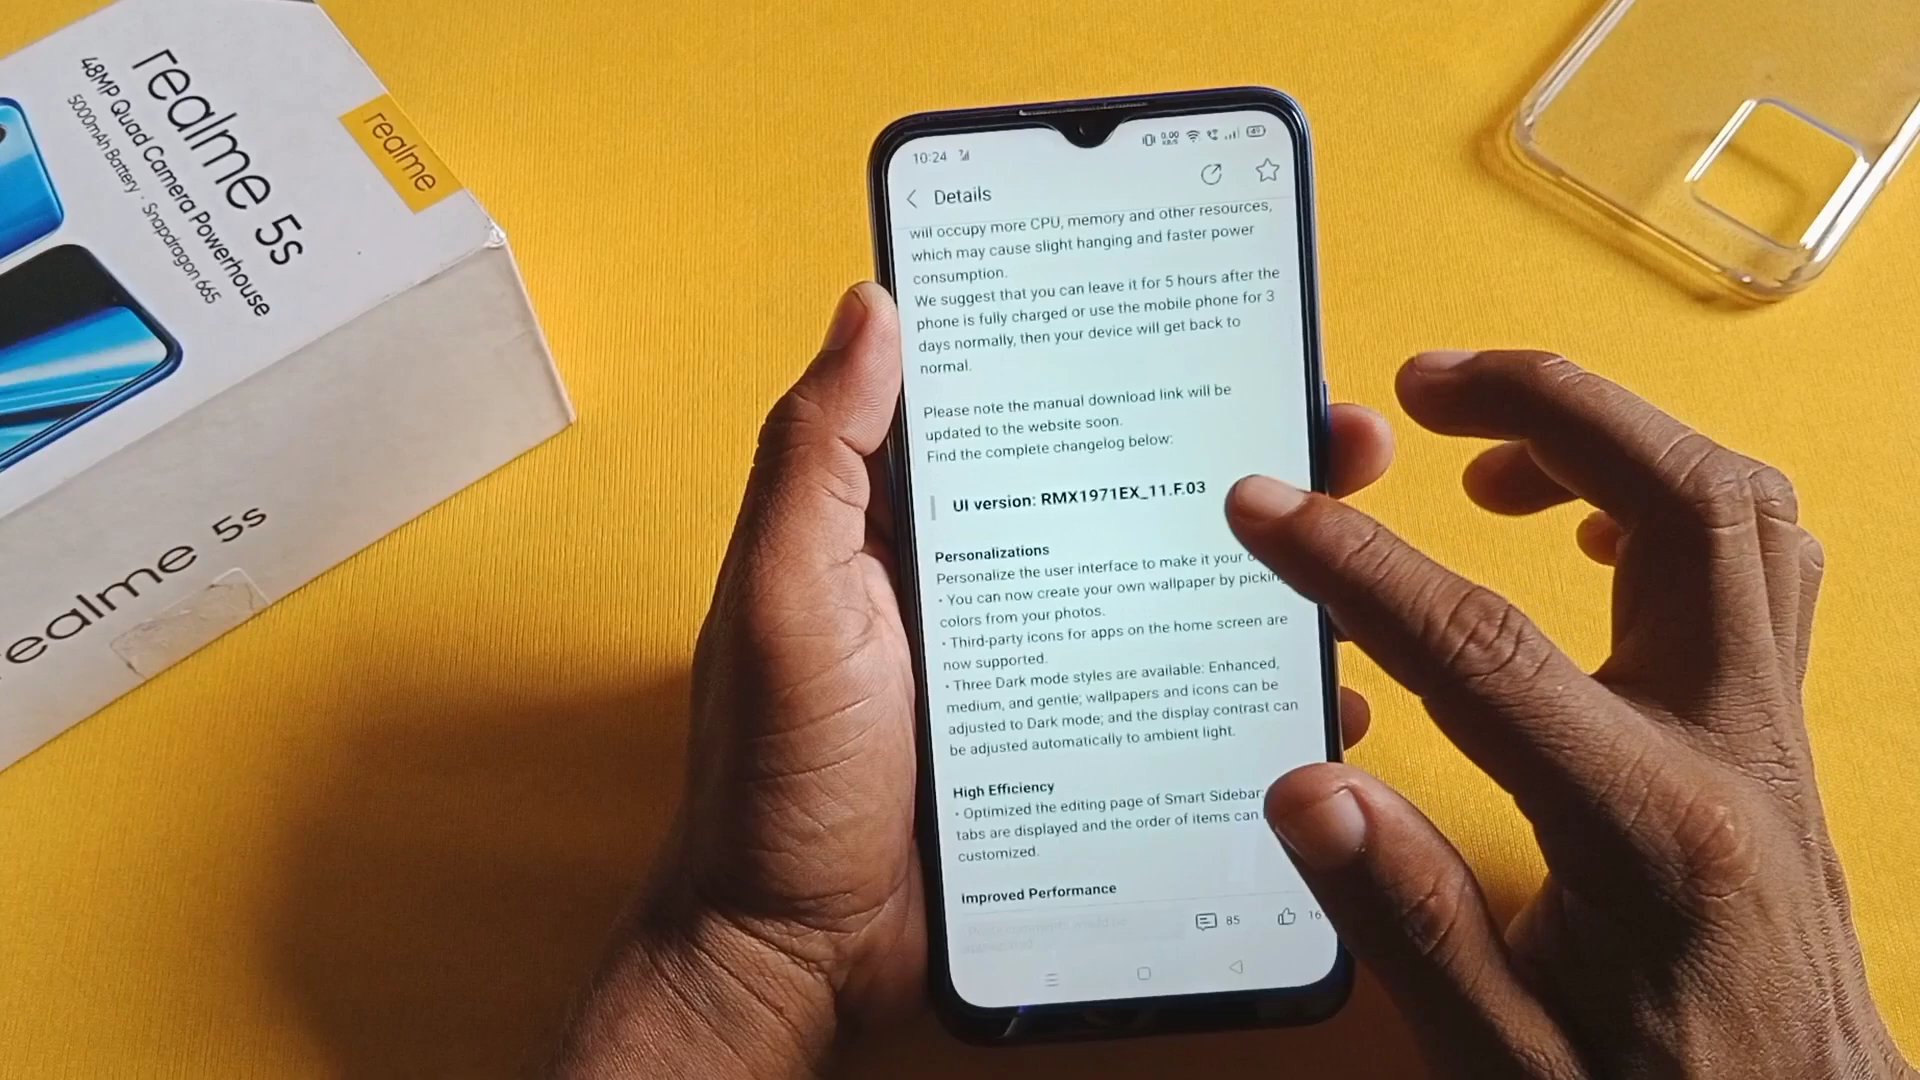 realme 5s
48MP Quad Camera Powerhouse
5000mAh Battery · Snapdragon 665
realme
realme 5s
10:24
0.00
KB/S
49
Details
will occupy more CPU, memory and other resources,
which may cause slight hanging and faster power
consumption.
We suggest that you can leave it for 5 hours after the
phone is fully charged or use the mobile phone for 3
days normally, then your device will get back to
normal.
Please note the manual download link will be
updated to the website soon.
Find the complete changelog below:
UI version: RMX1971EX_11.F.03
Personalizations
Personalize the user interface to make it your
• You can now create your own wallpaper by pickin
colors from your photos.
• Third-party icons for apps on the home screen are
now supported.
• Three Dark mode styles are available: Enhanced,
medium, and gentle; wallpapers and icons can be
adjusted to Dark mode; and the display contrast can
be adjusted automatically to ambient light.
High Efficiency
• Optimized the editing page of Smart Sidebar:
tabs are displayed and the order of items can
customized.
Improved Performance
85
16